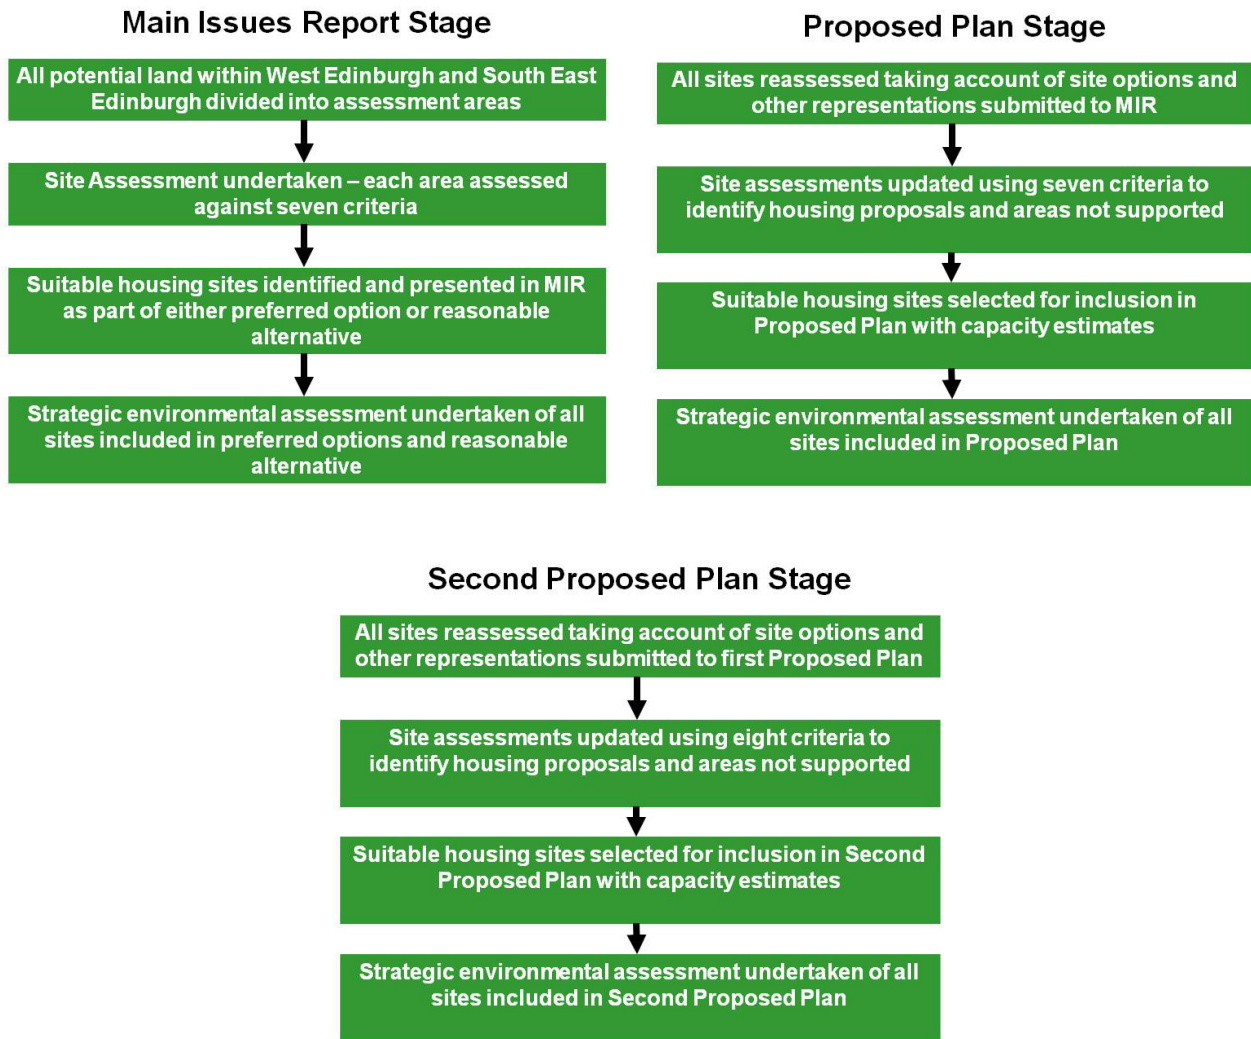 Main Issues Report Stage
All potential land within West Edinburgh and South East
Edinburgh divided into assessment areas
Site Assessment undertaken – each area assessed
against seven criteria
Suitable housing sites identified and presented in MIR
as part of either preferred option or reasonable
alternative
Strategic environmental assessment undertaken of all
sites included in preferred options and reasonable
alternative
Proposed Plan Stage
All sites reassessed taking account of site options and
other representations submitted to MIR
Site assessments updated using seven criteria to
identify housing proposals and areas not supported
Suitable housing sites selected for inclusion in
Proposed Plan with capacity estimates
Strategic environmental assessment undertaken of all
sites included in Proposed Plan
Second Proposed Plan Stage
All sites reassessed taking account of site options and
other representations submitted to first Proposed Plan
Site assessments updated using eight criteria to
identify housing proposals and areas not supported
Suitable housing sites selected for inclusion in Second
Proposed Plan with capacity estimates
Strategic environmental assessment undertaken of all
sites included in Second Proposed Plan